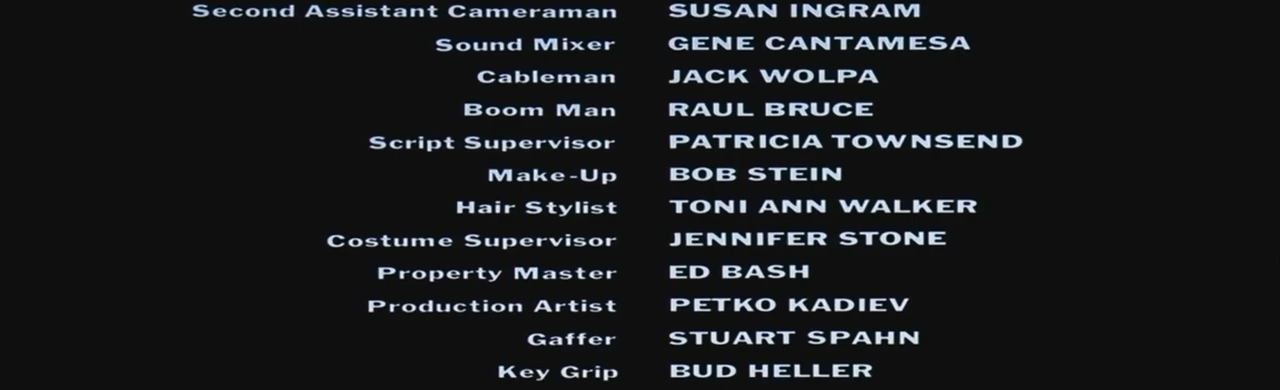 Second Assistant Cameraman SUSAN INGRAM
Sound Mixer GENE CANTAMESA
Cableman JACK WOLPA
Boom Man RAUL BRUCE
Script Supervisor PATRICIA TOWNSEND
Make-Up BOB STEIN
Hair Stylist TONI ANN WALKER
Costume Supervisor JENNIFER STONE
Property Master ED BASH
Production Artist PETKO KADIEV
Gaffer STUART SPAHN
Key Grip BUD HELLER